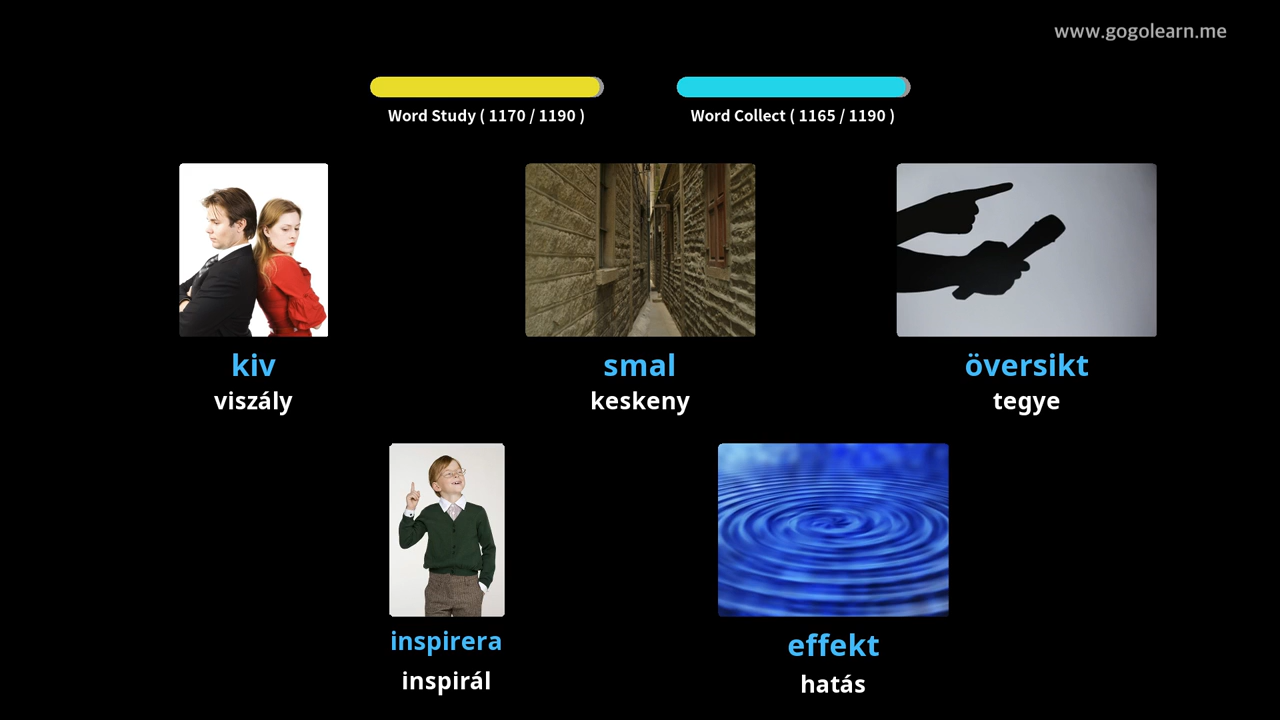 www.gogolearn.me
Word Study ( 1170 / 1190 )
Word Collect ( 1165 / 1190 )
kiv
viszály
smal
keskeny
översikt
tegye
inspirera
inspirál
effekt
hatás